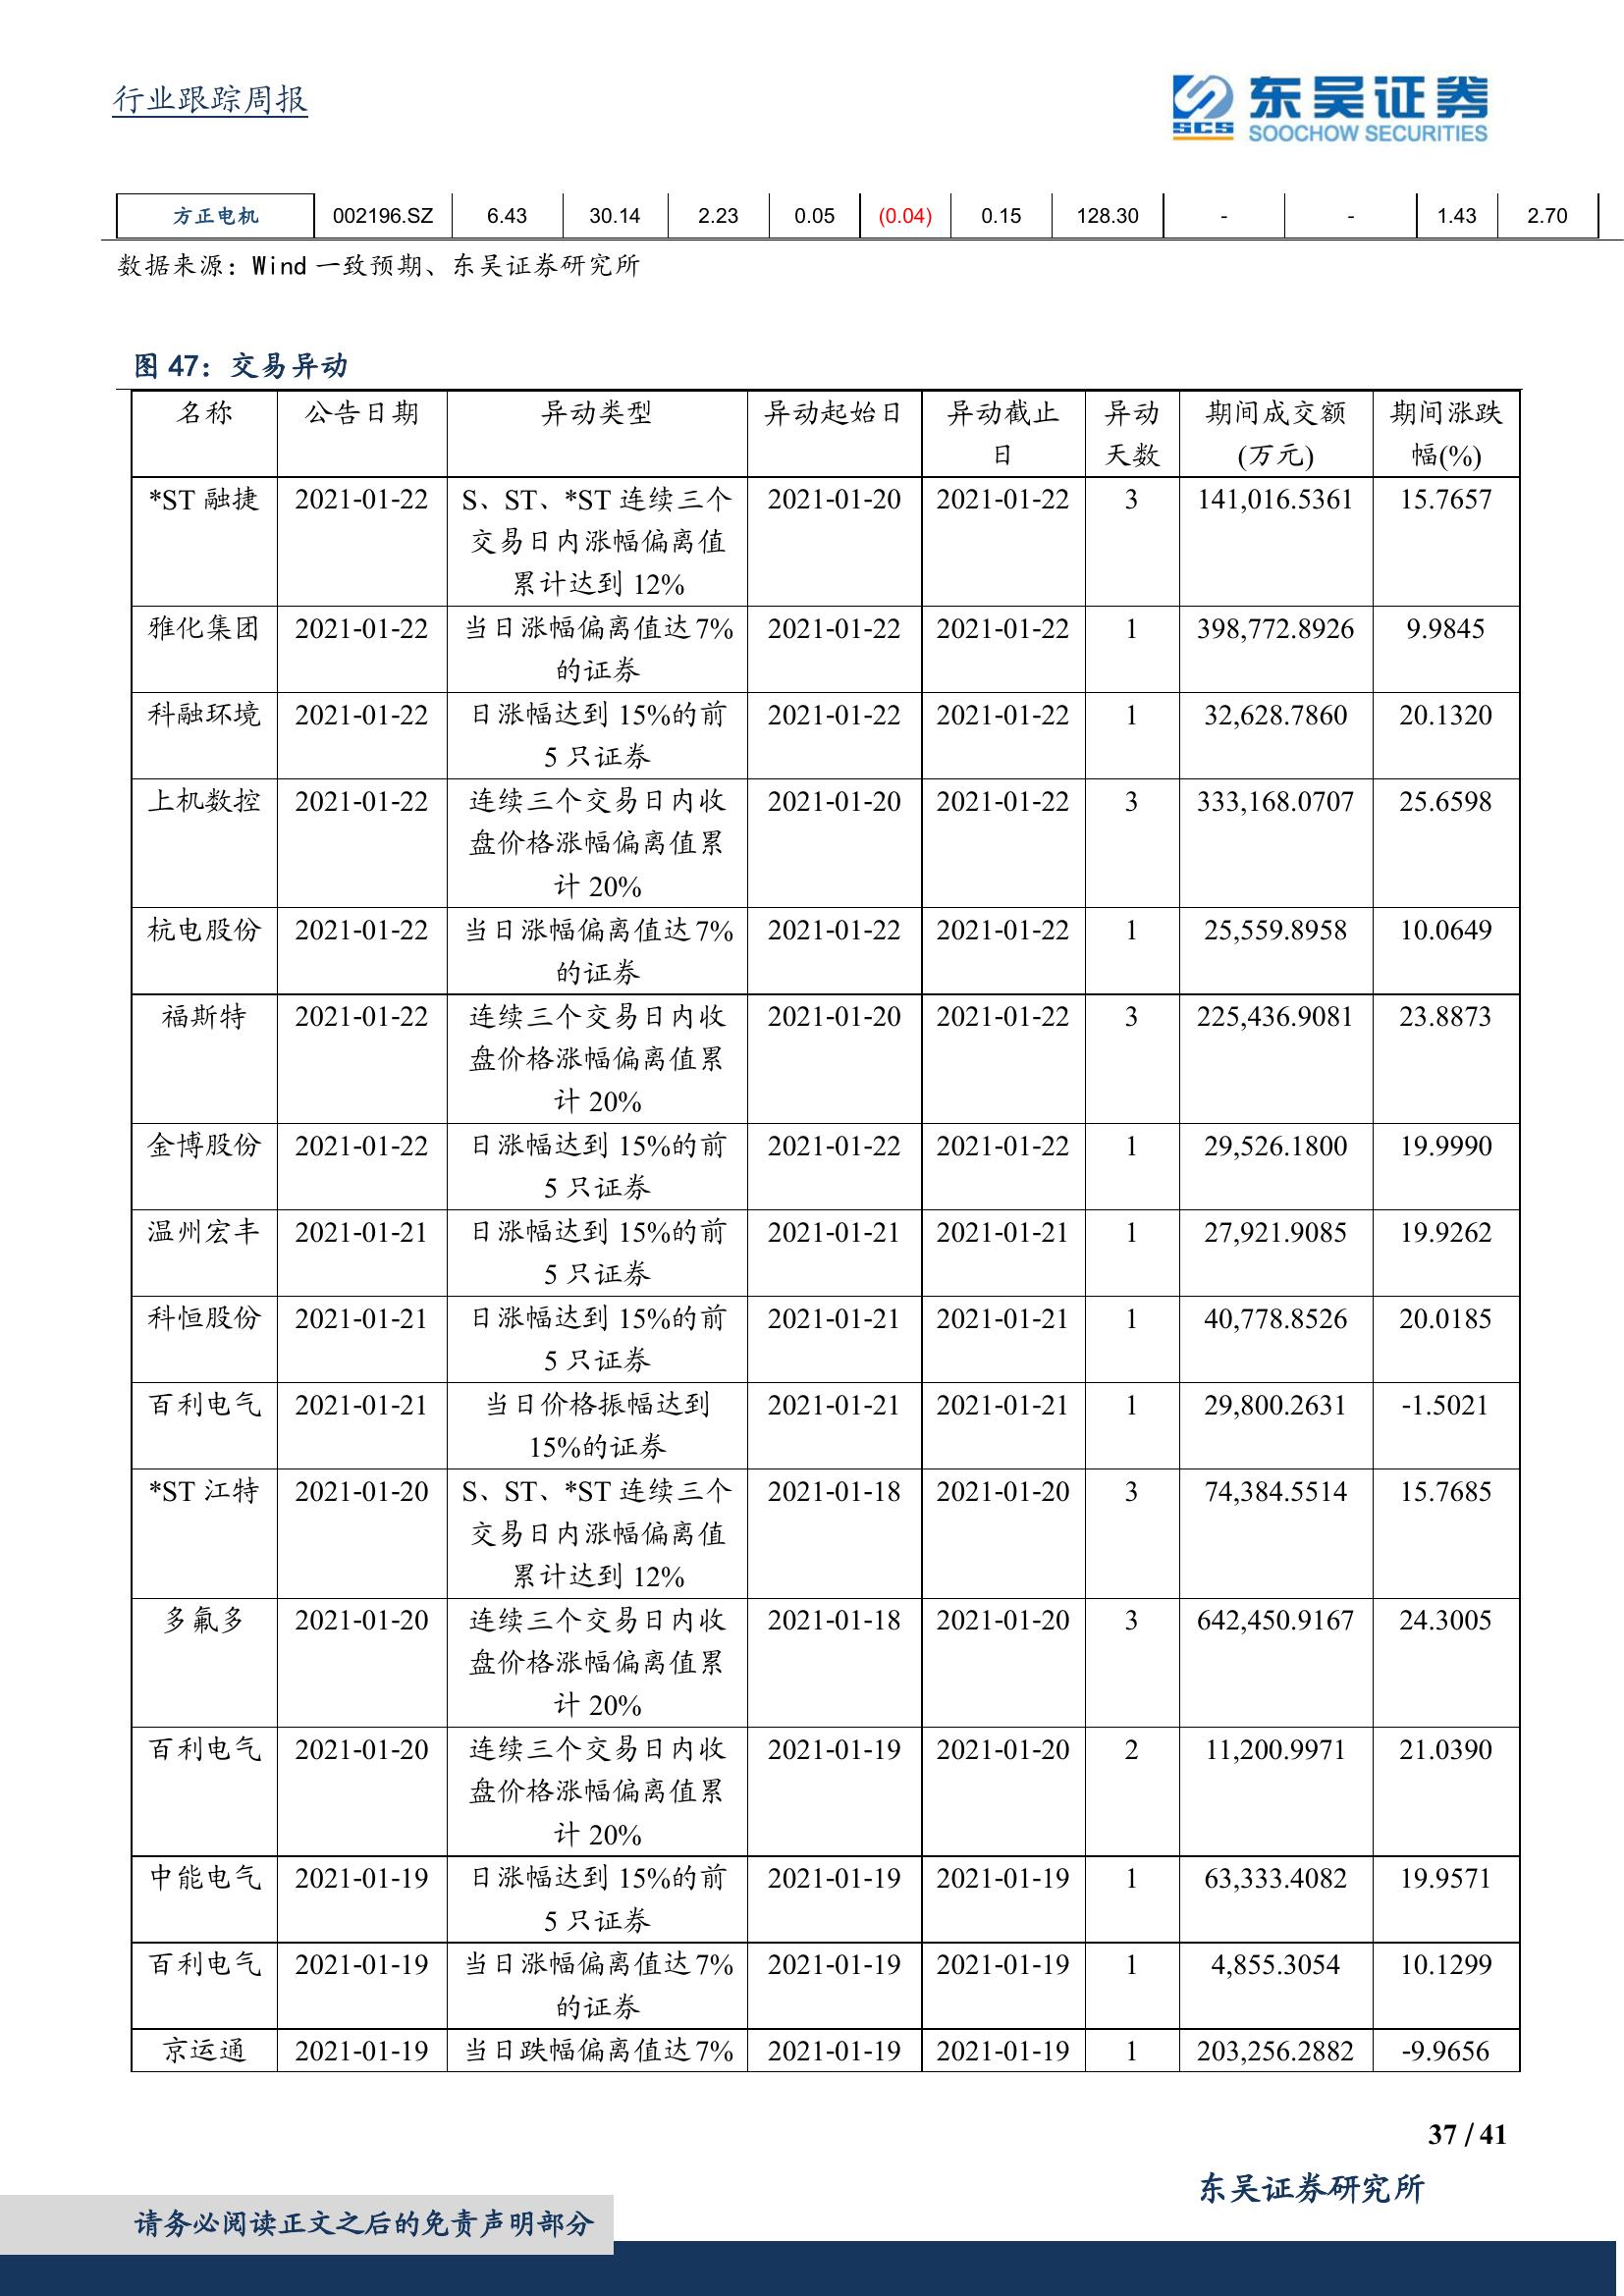 行业跟踪周报
SCS 东吴证券
SOOCHOW SECURITIES
方正电机 002196.SZ 6.43 30.14 2.23 0.05 (0.04) 0.15 128.30 - - 1.43 2.70
数据来源：Wind 一致预期、东吴证券研究所
图 47：交易异动
名称 公告日期 异动类型 异动起始日 异动截止 异动 期间成交额 期间涨跌
日 天数 (万元) 幅(%)
*ST 融捷 2021-01-22 S、ST、*ST 连续三个 2021-01-20 2021-01-22 3 141,016.5361 15.7657
交易日内涨幅偏离值
累计达到 12%
雅化集团 2021-01-22 当日涨幅偏离值达 7% 2021-01-22 2021-01-22 1 398,772.8926 9.9845
的证券
科融环境 2021-01-22 日涨幅达到 15%的前 2021-01-22 2021-01-22 1 32,628.7860 20.1320
5 只证券
上机数控 2021-01-22 连续三个交易日内收 2021-01-20 2021-01-22 3 333,168.0707 25.6598
盘价格涨幅偏离值累
计 20%
杭电股份 2021-01-22 当日涨幅偏离值达 7% 2021-01-22 2021-01-22 1 25,559.8958 10.0649
的证券
福斯特 2021-01-22 连续三个交易日内收 2021-01-20 2021-01-22 3 225,436.9081 23.8873
盘价格涨幅偏离值累
计 20%
金博股份 2021-01-22 日涨幅达到 15%的前 2021-01-22 2021-01-22 1 29,526.1800 19.9990
5 只证券
温州宏丰 2021-01-21 日涨幅达到 15%的前 2021-01-21 2021-01-21 1 27,921.9085 19.9262
5 只证券
科恒股份 2021-01-21 日涨幅达到 15%的前 2021-01-21 2021-01-21 1 40,778.8526 20.0185
5 只证券
百利电气 2021-01-21 当日价格振幅达到 2021-01-21 2021-01-21 1 29,800.2631 -1.5021
15%的证券
*ST 江特 2021-01-20 S、ST、*ST 连续三个 2021-01-18 2021-01-20 3 74,384.5514 15.7685
交易日内涨幅偏离值
累计达到 12%
多氟多 2021-01-20 连续三个交易日内收 2021-01-18 2021-01-20 3 642,450.9167 24.3005
盘价格涨幅偏离值累
计 20%
百利电气 2021-01-20 连续三个交易日内收 2021-01-19 2021-01-20 2 11,200.9971 21.0390
盘价格涨幅偏离值累
计 20%
中能电气 2021-01-19 日涨幅达到 15%的前 2021-01-19 2021-01-19 1 63,333.4082 19.9571
5 只证券
百利电气 2021-01-19 当日涨幅偏离值达 7% 2021-01-19 2021-01-19 1 4,855.3054 10.1299
的证券
京运通 2021-01-19 当日跌幅偏离值达 7% 2021-01-19 2021-01-19 1 203,256.2882 -9.9656
37 / 41
东吴证券研究所
请务必阅读正文之后的免责声明部分